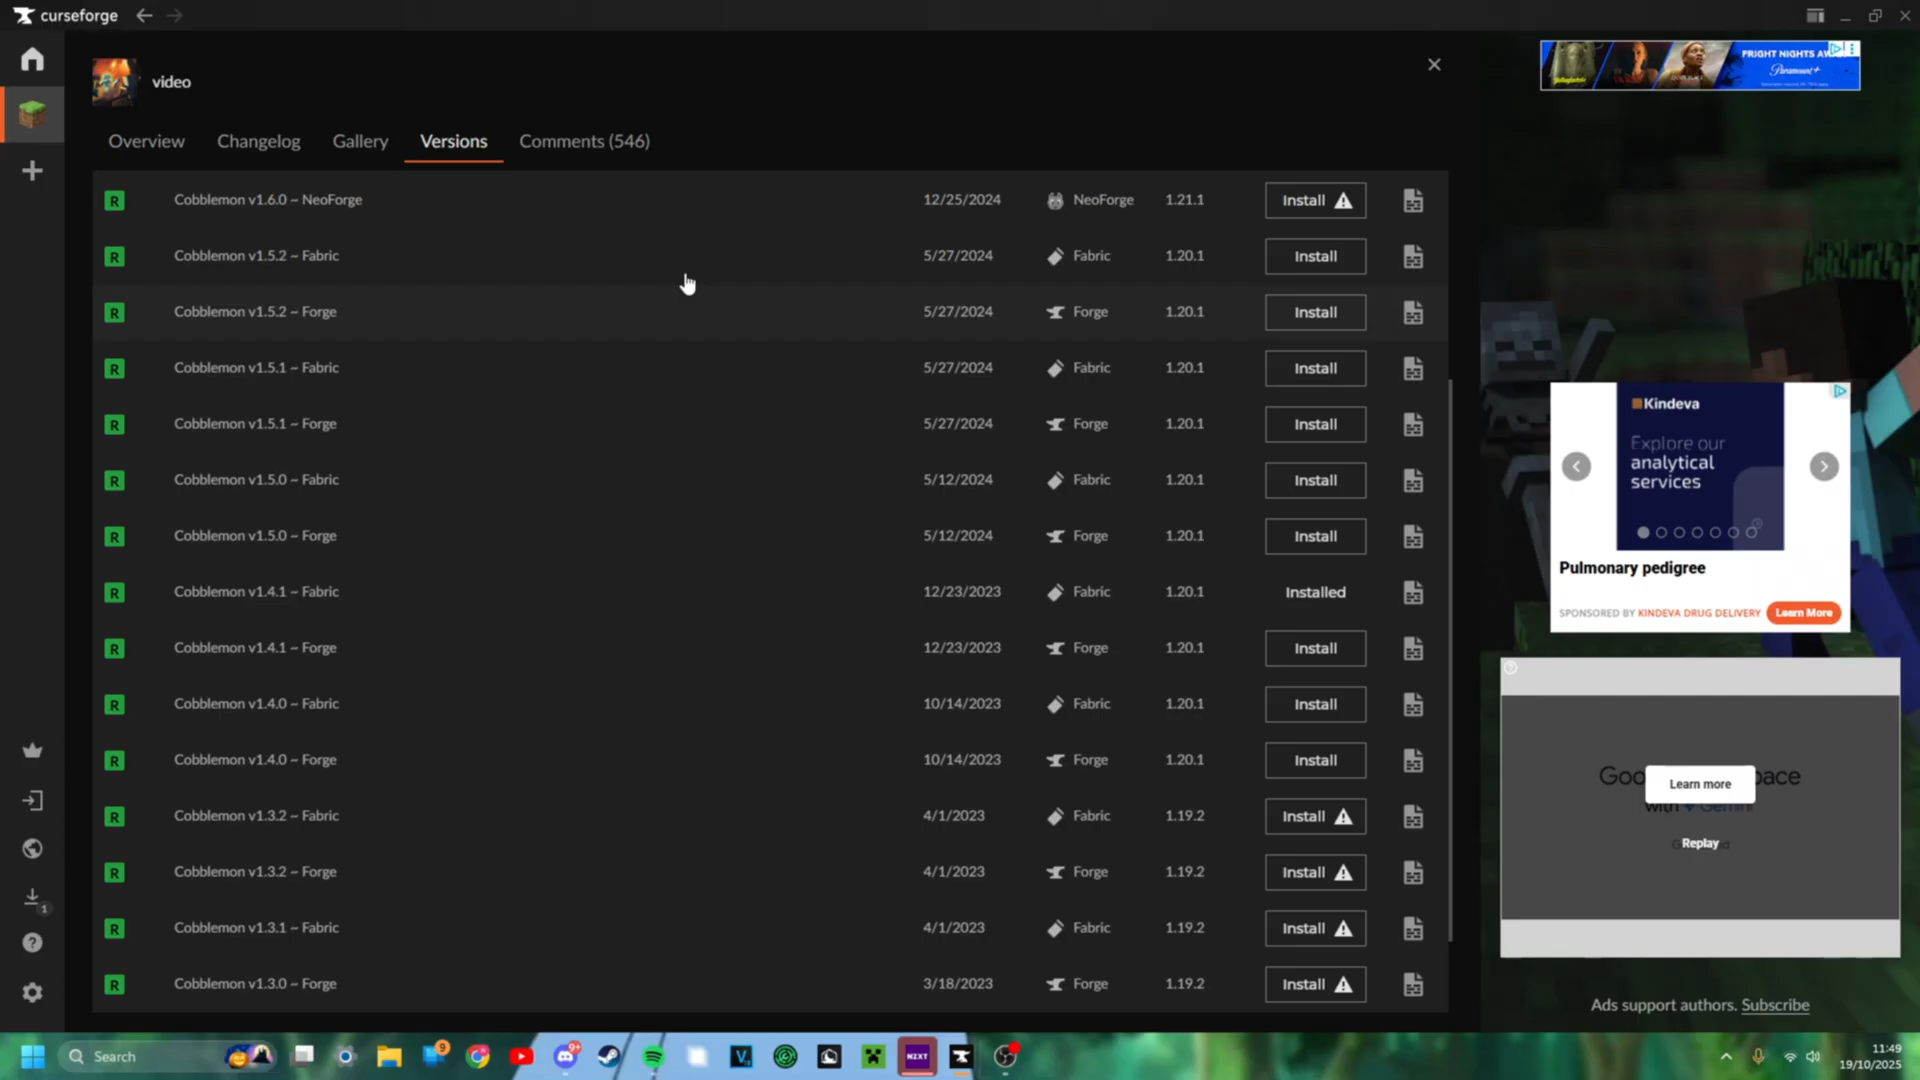 curseforge
video
Overview Changelog Gallery Versions Comments (546)
R Cobblemon v1.6.0 ~ NeoForge 12/25/2024 NeoForge 1.21.1 Install
R Cobblemon v1.5.2 ~ Fabric 5/27/2024 Fabric 1.20.1 Install
R Cobblemon v1.5.2 ~ Forge 5/27/2024 Forge 1.20.1 Install
R Cobblemon v1.5.1 ~ Fabric 5/27/2024 Fabric 1.20.1 Install
R Cobblemon v1.5.1 ~ Forge 5/27/2024 Forge 1.20.1 Install
R Cobblemon v1.5.0 ~ Fabric 5/12/2024 Fabric 1.20.1 Install
R Cobblemon v1.5.0 ~ Forge 5/12/2024 Forge 1.20.1 Install
R Cobblemon v1.4.1 ~ Fabric 12/23/2023 Fabric 1.20.1 Installed
R Cobblemon v1.4.1 ~ Forge 12/23/2023 Forge 1.20.1 Install
R Cobblemon v1.4.0 ~ Fabric 10/14/2023 Fabric 1.20.1 Install
R Cobblemon v1.4.0 ~ Forge 10/14/2023 Forge 1.20.1 Install
R Cobblemon v1.3.2 ~ Fabric 4/1/2023 Fabric 1.19.2 Install
R Cobblemon v1.3.2 ~ Forge 4/1/2023 Forge 1.19.2 Install
R Cobblemon v1.3.1 ~ Fabric 4/1/2023 Fabric 1.19.2 Install
R Cobblemon v1.3.0 ~ Forge 3/18/2023 Forge 1.19.2 Install
1
FRIGHT NIGHTS
Paramount+
Kindeva
Explore our
analytical
services
Pulmonary pedigree
SPONSORED BY KINDEVA DRUG DELIVERY Learn More
Learn more
with Gemini
Replay
Ads support authors. Subscribe
Search
9
9+
NZXT
11:49
19/10/2025